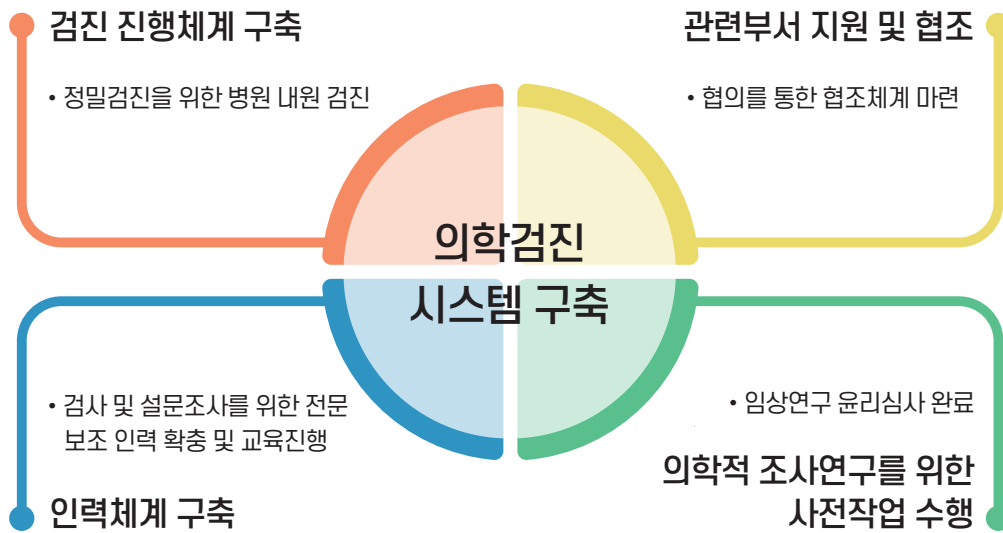 검진 진행체계 구축
• 정밀검진을 위한 병원 내원 검진
관련부서 지원 및 협조
• 협의를 통한 협조체계 마련
의학검진
시스템 구축
• 검사 및 설문조사를 위한 전문
보조 인력 확충 및 교육진행
인력체계 구축
• 임상연구 윤리심사 완료
의학적 조사연구를 위한
사전작업 수행